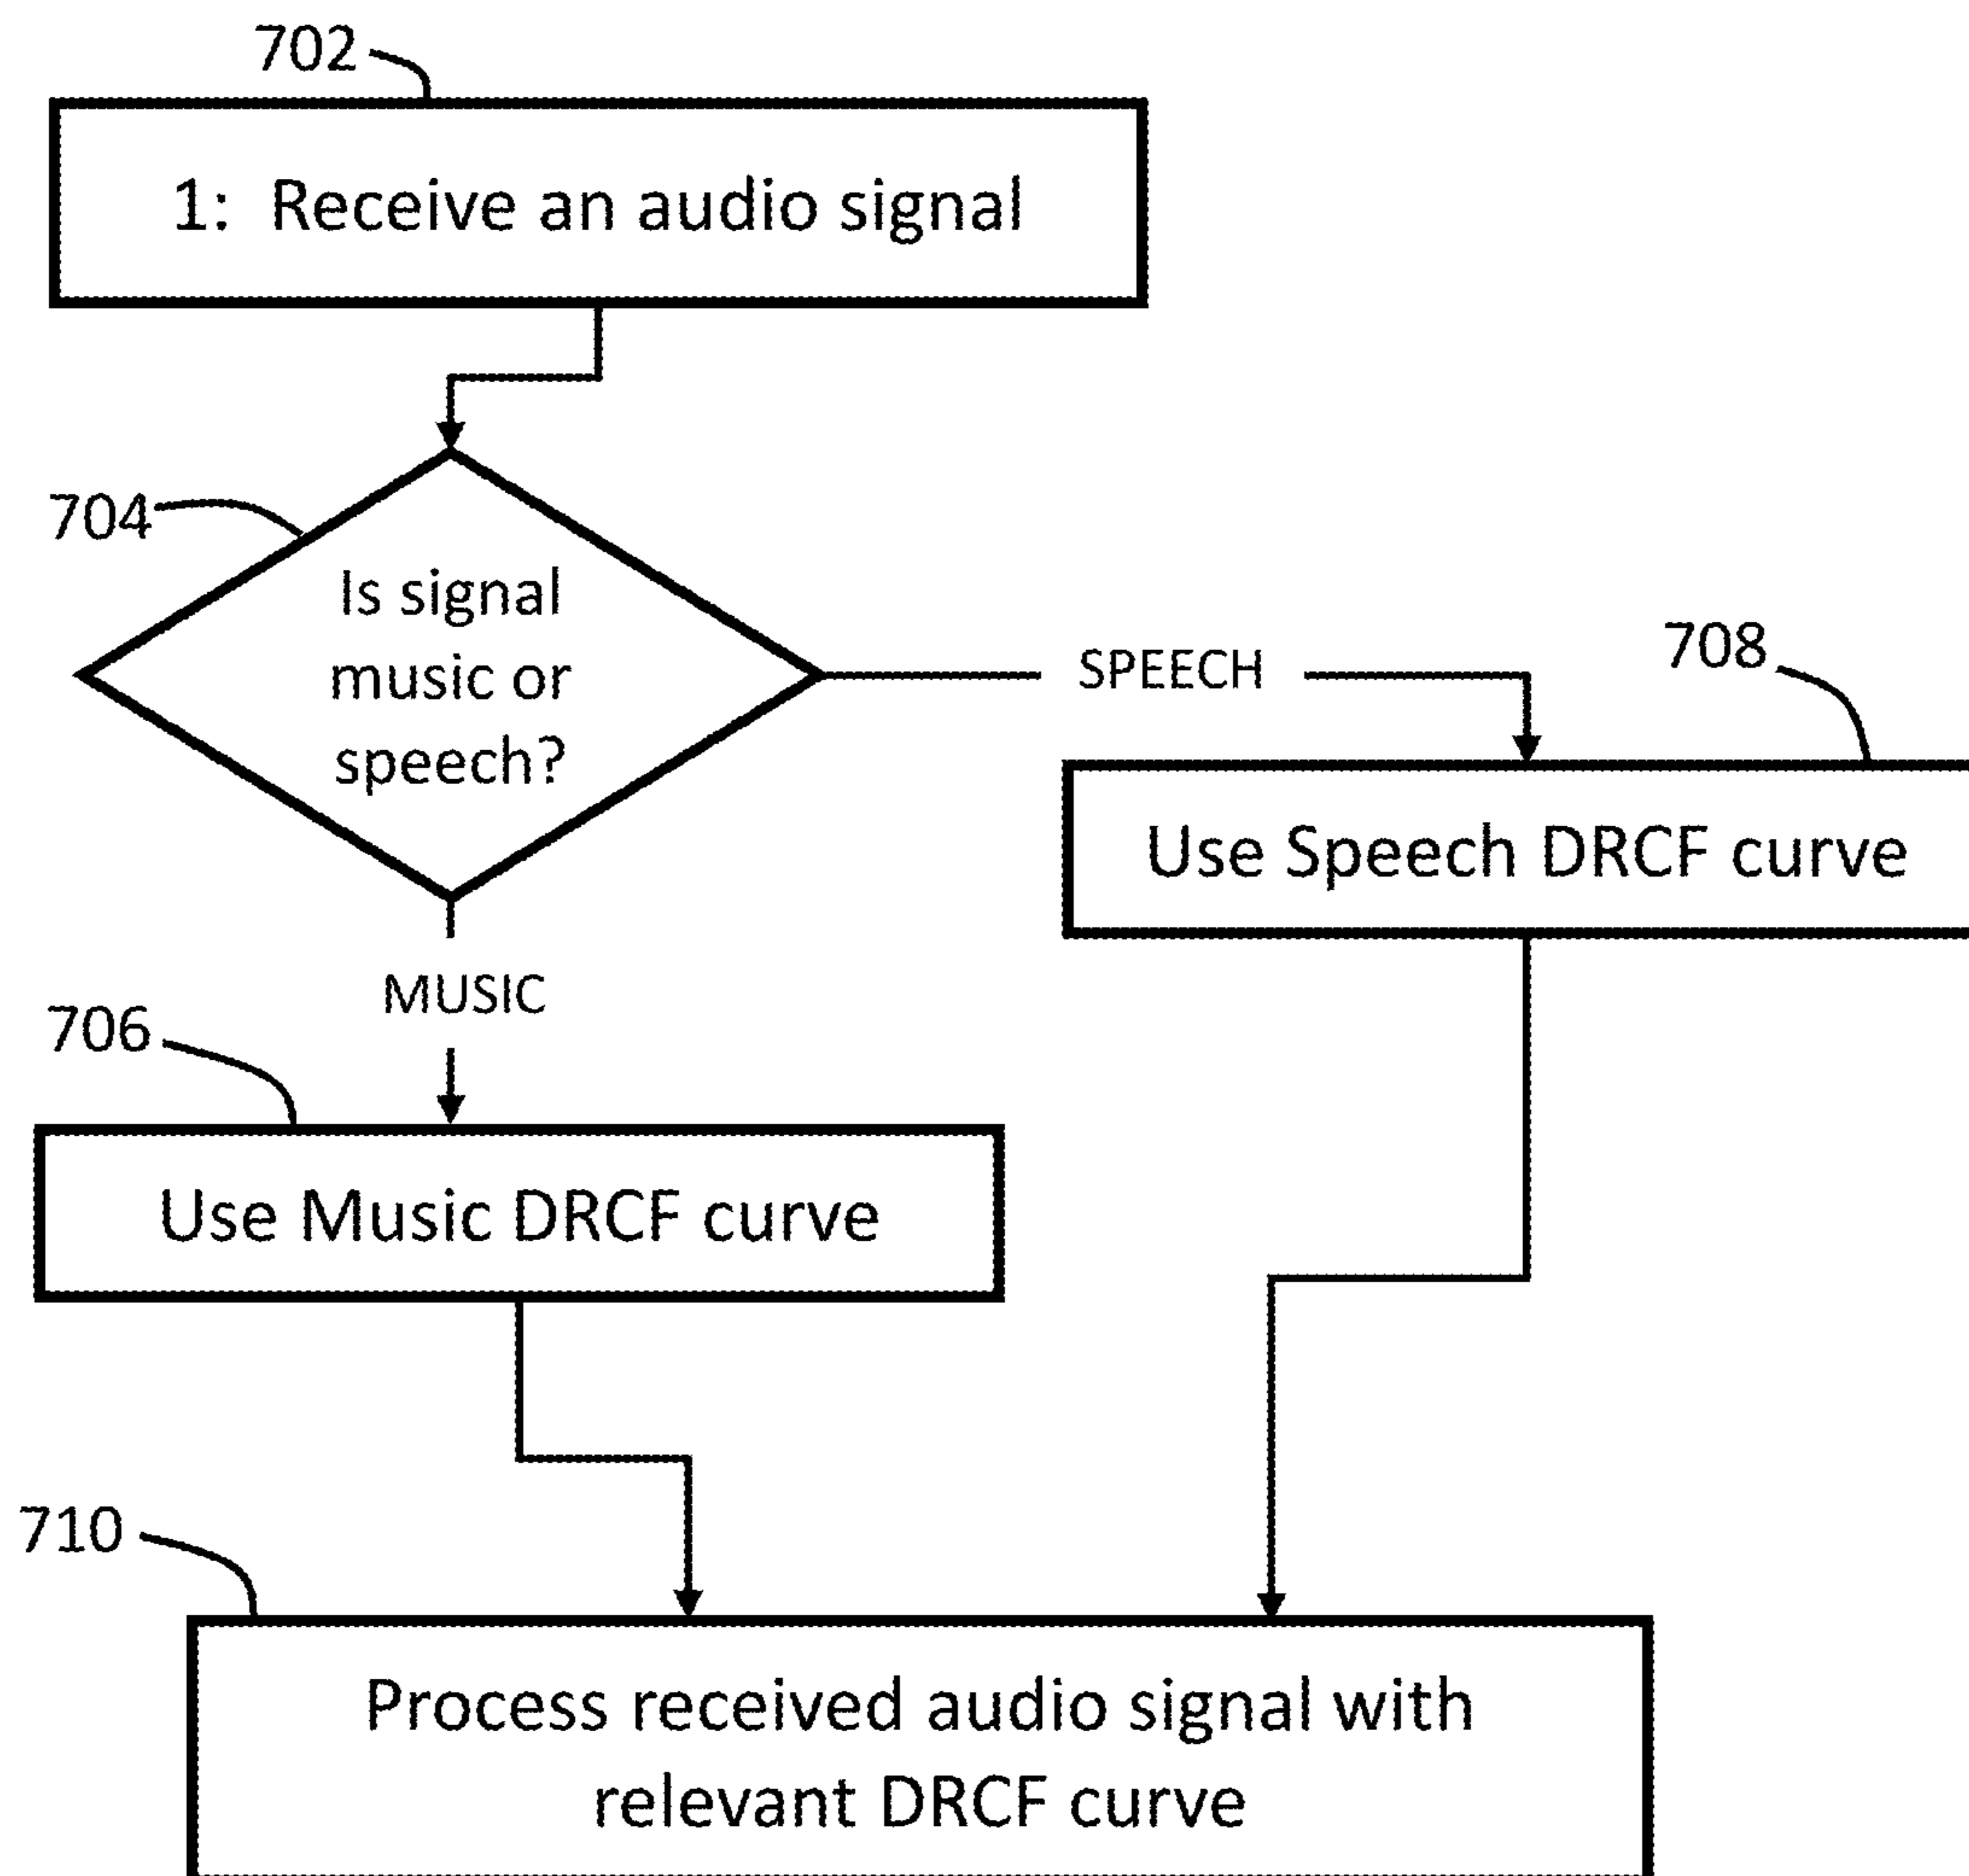 702
1: Receive an audio signal
704
Is signal
music or
speech?
SPEECH
708
Use Speech DRCF curve
MUSIC
706
Use Music DRCF curve
710
Process received audio signal with
relevant DRCF curve